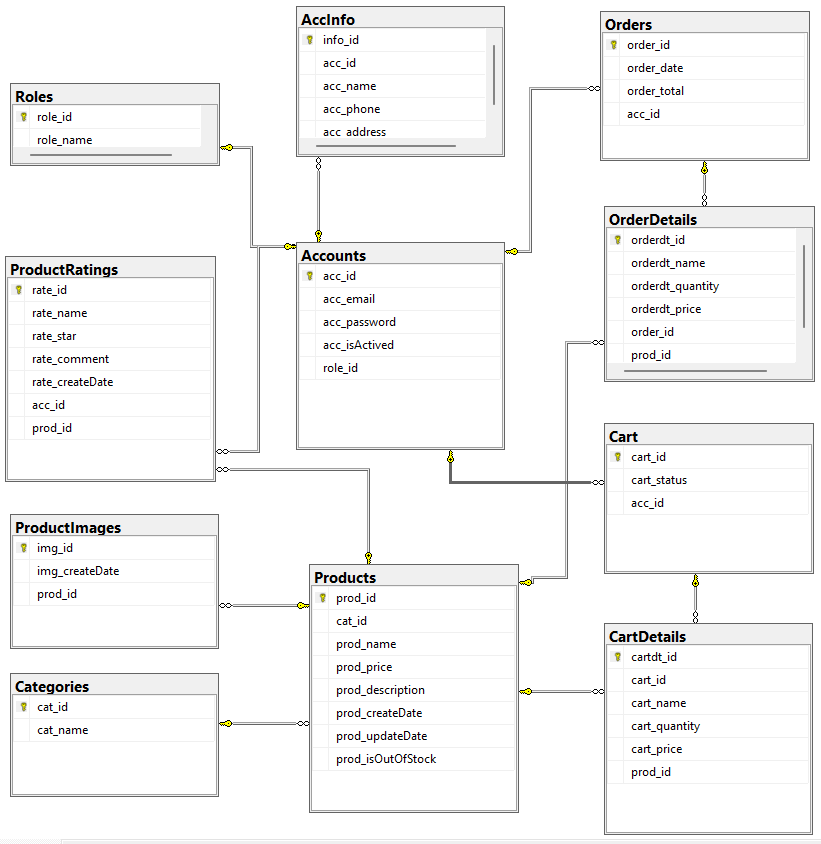 AccInfo
info_id
acc_id
acc_name
acc_phone
acc_address
Orders
order_id
order_date
order_total
acc_id
Roles
role_id
role_name
OrderDetails
orderdt_id
orderdt_name
orderdt_quantity
orderdt_price
order_id
prod_id
Accounts
acc_id
acc_email
acc_password
acc_isActived
role_id
ProductRatings
rate_id
rate_name
rate_star
rate_comment
rate_createDate
acc_id
prod_id
Cart
cart_id
cart_status
acc_id
ProductImages
img_id
img_createDate
prod_id
Products
prod_id
cat_id
prod_name
prod_price
prod_description
prod_createDate
prod_updateDate
prod_isOutOfStock
Categories
cat_id
cat_name
CartDetails
cartdt_id
cart_id
cart_name
cart_quantity
cart_price
prod_id